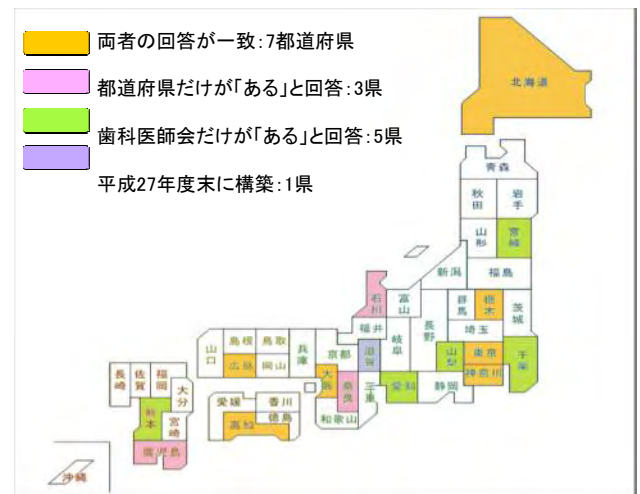 両者の回答が一致:7都道府県
都道府県だけが「ある」と回答:3県
歯科医師会だけが「ある」と回答:5県
平成27年度末に構築:1県
北海道
青森
秋田
岩手
山形
宮城
新潟
福島
石川
富山
群馬
栃木
茨城
福井
岐阜
長野
埼玉
山口
島根
鳥取
兵庫
京都
滋賀
山梨
東京
千葉
広島
岡山
大阪
奈良
三重
愛知
静岡
神奈川
長崎
佐賀
福岡
大分
愛媛
香川
和歌山
熊本
宮崎
高知
徳島
鹿児島
沖縄